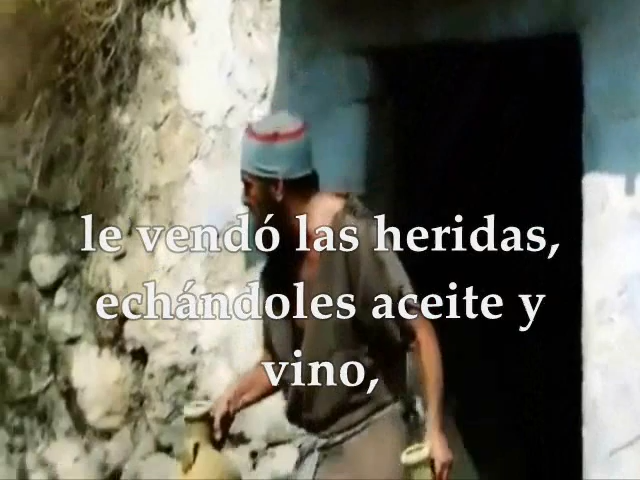 le vendó las heridas,
echándoles aceite y
vino,